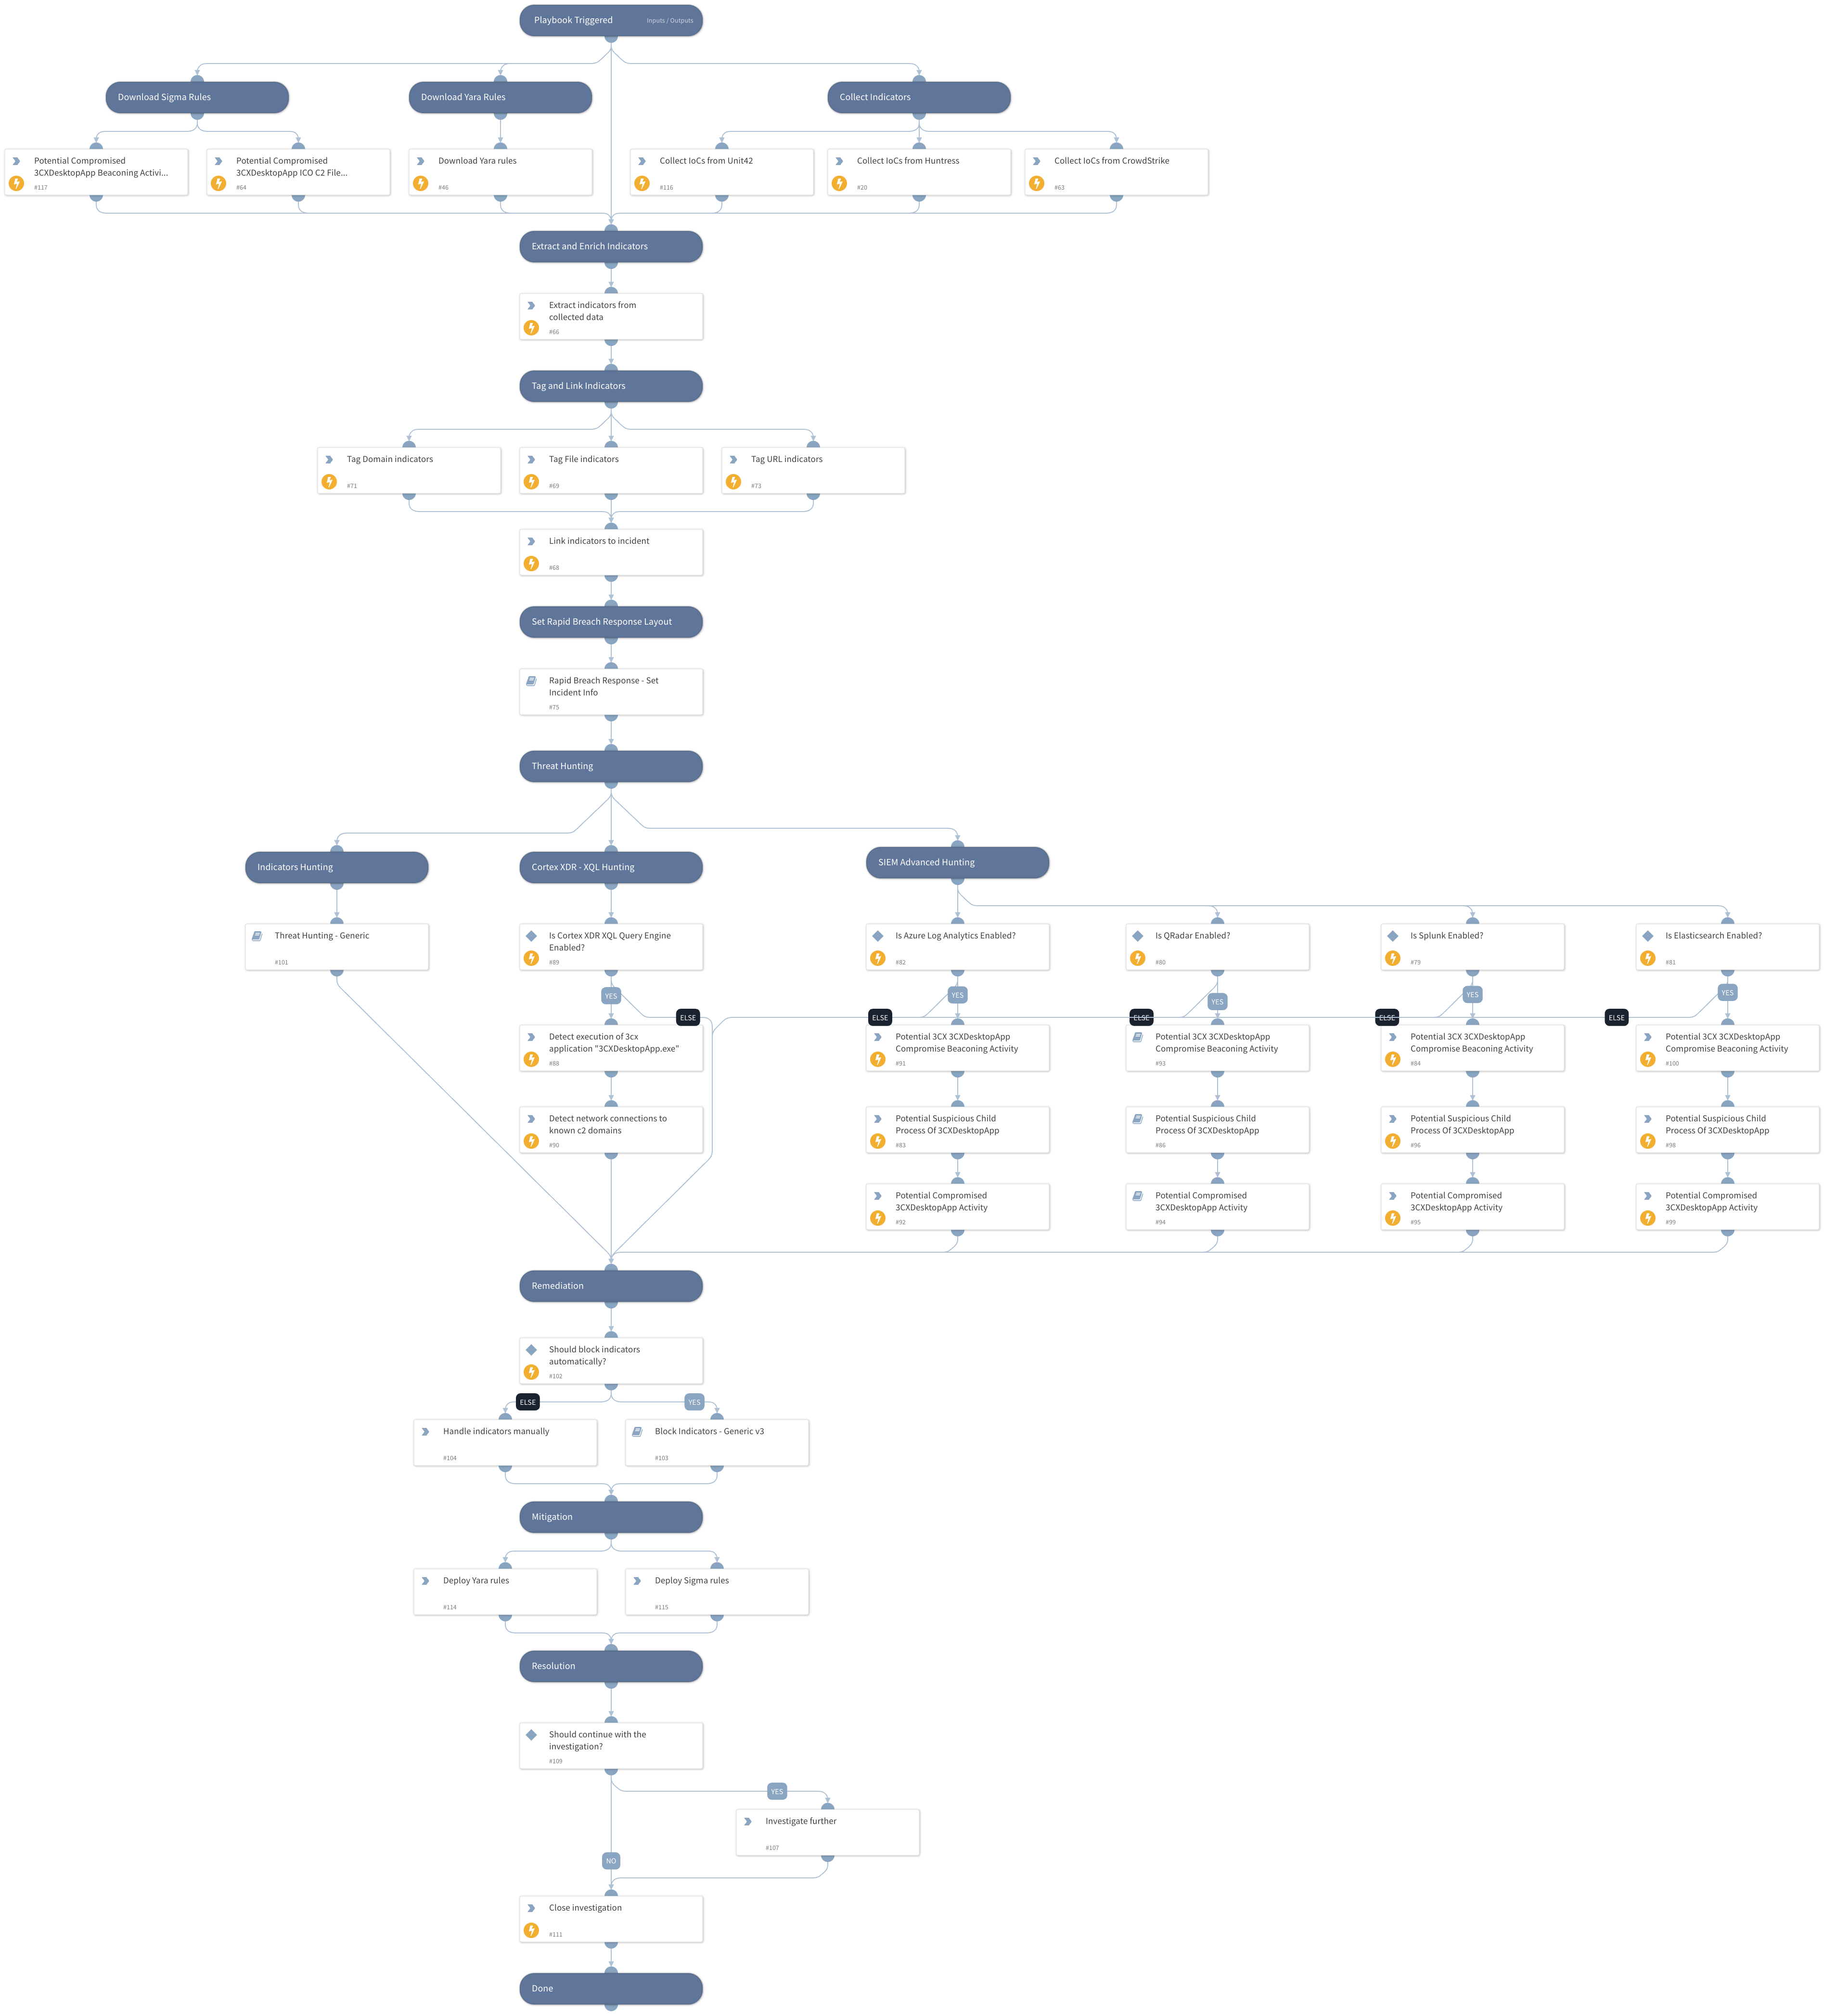 Playbook Triggered
Inputs / Outputs
Download Sigma Rules
Download Yara Rules
Collect Indicators
Potential Compromised
3CXDesktopApp Beaconing Activi...
#117
Potential Compromised
3CXDesktopApp ICO C2 File...
#64
Download Yara rules
#46
Collect IoCs from Unit42
#116
Collect IoCs from Huntress
#20
Collect IoCs from CrowdStrike
#63
Extract and Enrich Indicators
Extract indicators from
collected data
#66
Tag and Link Indicators
Tag Domain indicators
#71
Tag File indicators
#69
Tag URL indicators
#73
Link indicators to incident
#68
Set Rapid Breach Response Layout
Rapid Breach Response - Set
Incident Info
#75
Threat Hunting
Indicators Hunting
Cortex XDR - XQL Hunting
SIEM Advanced Hunting
Threat Hunting - Generic
#101
Is Cortex XDR XQL Query Engine
Enabled?
#89
Is Azure Log Analytics Enabled?
#82
Is QRadar Enabled?
#80
Is Splunk Enabled?
#79
Is Elasticsearch Enabled?
#81
YES
YES
YES
YES
YES
ELSE
ELSE
ELSE
ELSE
ELSE
Detect execution of 3cx
application "3CXDesktopApp.exe"
#88
Potential 3CX 3CXDesktopApp
Compromise Beaconing Activity
#91
Potential 3CX 3CXDesktopApp
Compromise Beaconing Activity
#93
Potential 3CX 3CXDesktopApp
Compromise Beaconing Activity
#84
Potential 3CX 3CXDesktopApp
Compromise Beaconing Activity
#100
Detect network connections to
known c2 domains
#90
Potential Suspicious Child
Process Of 3CXDesktopApp
#83
Potential Suspicious Child
Process Of 3CXDesktopApp
#86
Potential Suspicious Child
Process Of 3CXDesktopApp
#96
Potential Suspicious Child
Process Of 3CXDesktopApp
#98
Potential Compromised
3CXDesktopApp Activity
#92
Potential Compromised
3CXDesktopApp Activity
#94
Potential Compromised
3CXDesktopApp Activity
#95
Potential Compromised
3CXDesktopApp Activity
#99
Remediation
Should block indicators
automatically?
#102
ELSE
YES
Handle indicators manually
#104
Block Indicators - Generic v3
#103
Mitigation
Deploy Yara rules
#114
Deploy Sigma rules
#115
Resolution
Should continue with the
investigation?
#109
YES
Investigate further
#107
NO
Close investigation
#111
Done